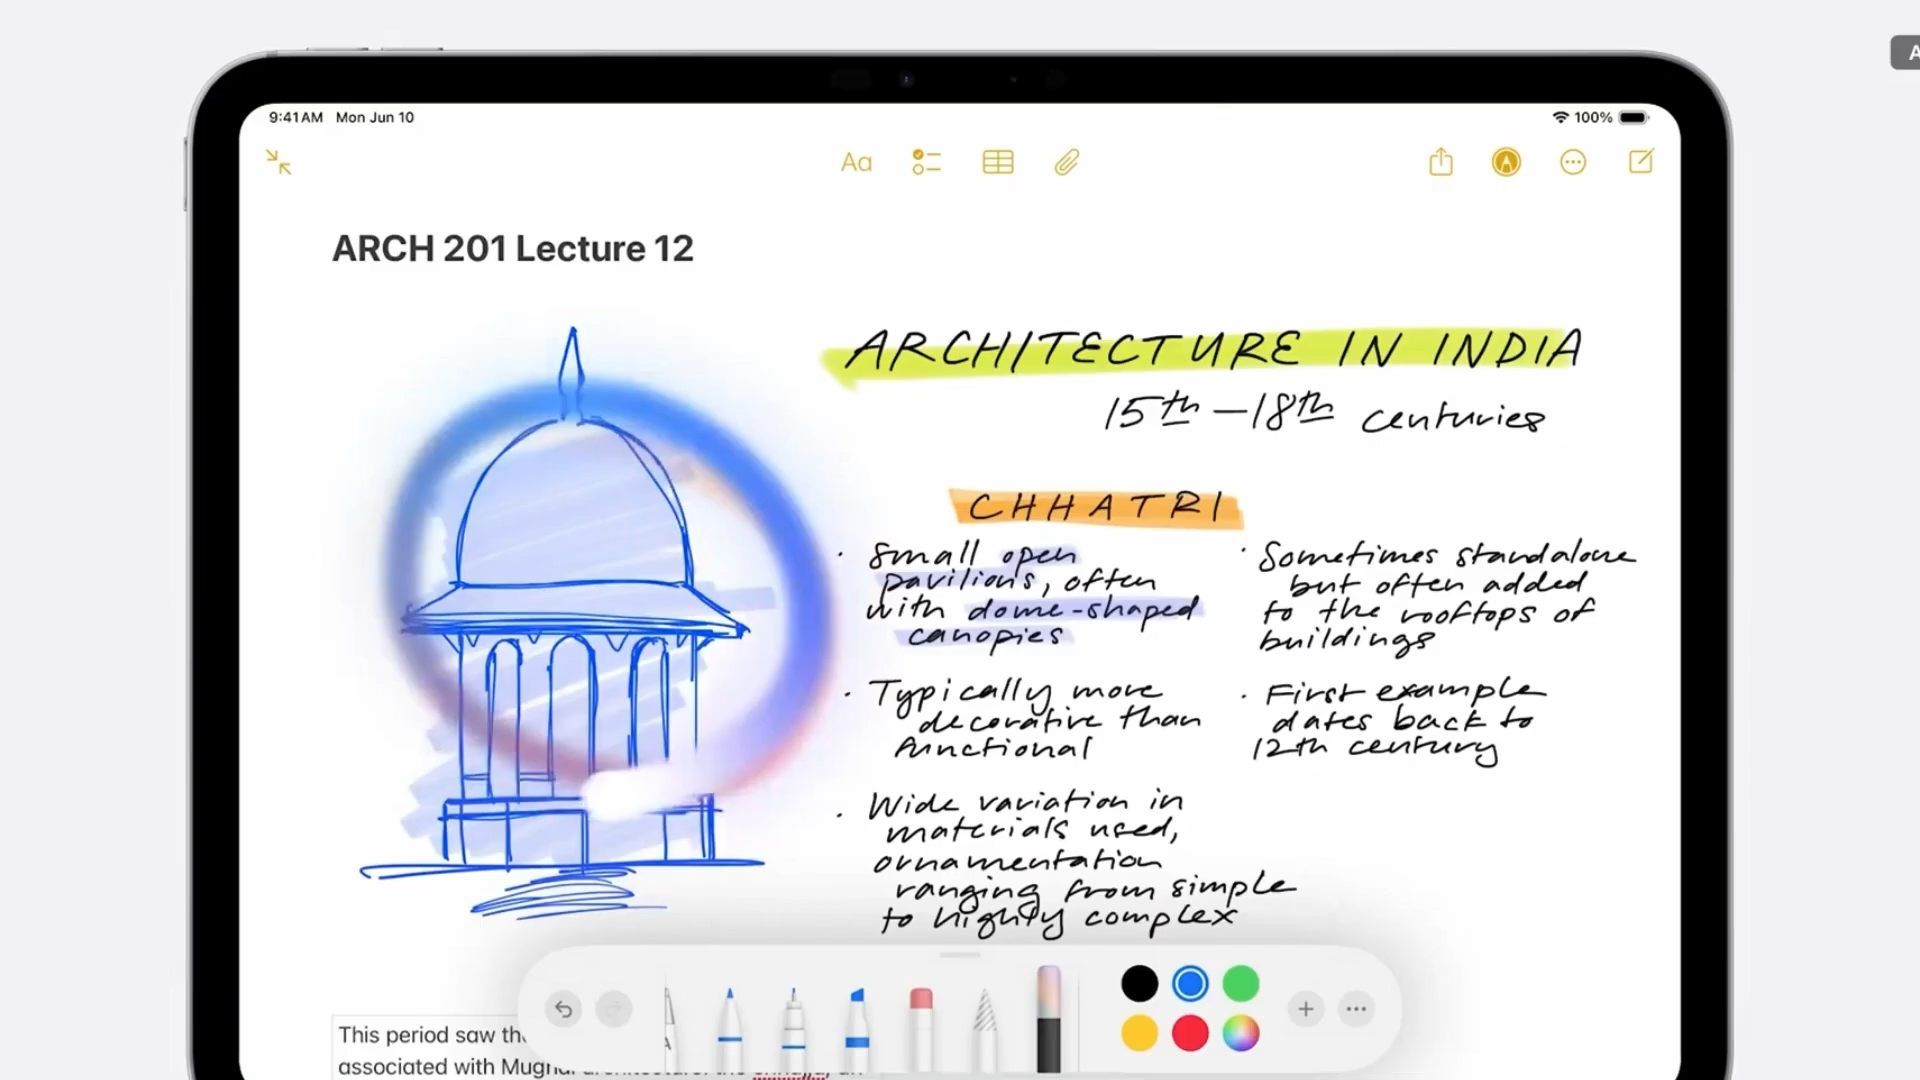 9:41 AM Mon Jun 10
100%
Aa
ARCH 201 Lecture 12
ARCHITECTURE IN INDIA
15th – 18th centuries
CHHATRI
· Small open
pavilions, often
with dome-shaped
canopies
· Typically more
decorative than
functional
· Wide variation in
materials used,
ornamentation
ranging from simple
to highly complex
· Sometimes standalone
but often added
to the rooftops of
buildings
· First example
dates back to
12th century
This period saw
associated with